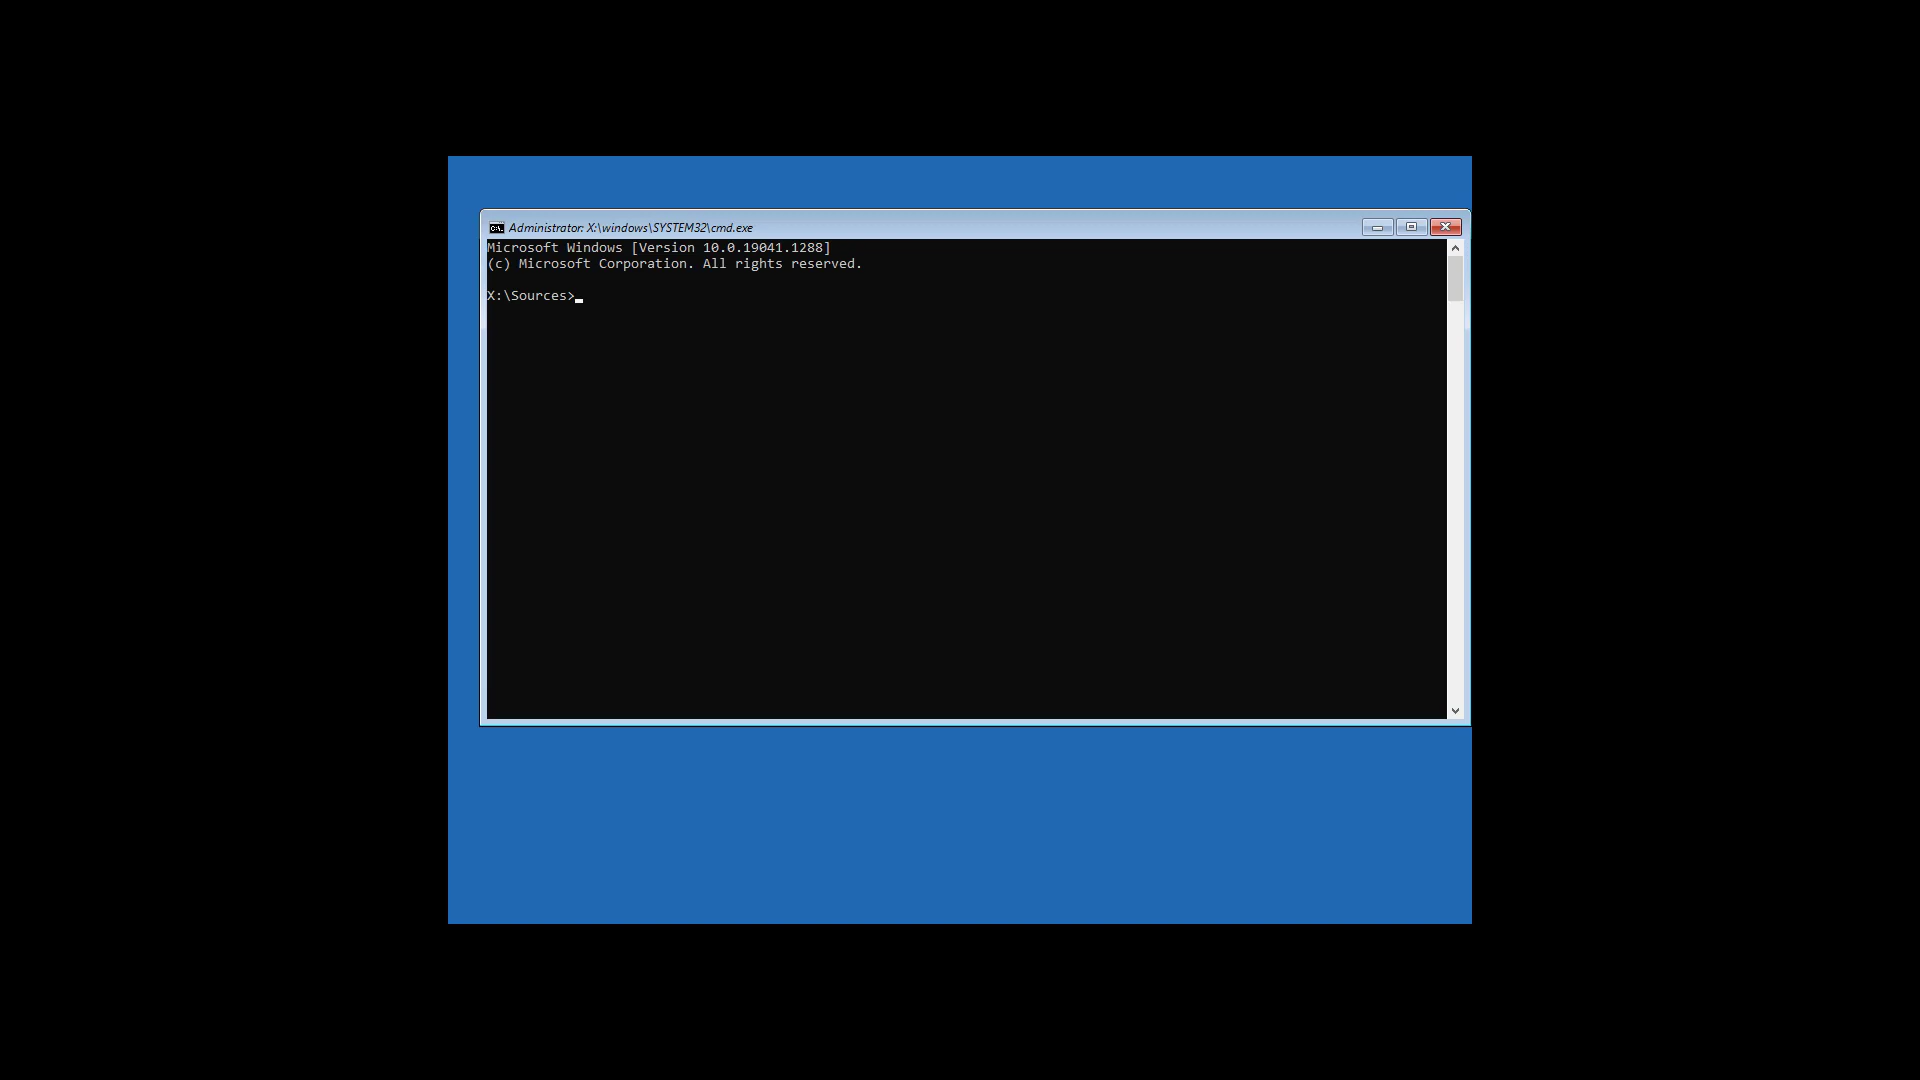 Administrator: X:\windows\SYSTEM32\cmd.exe
Microsoft Windows [Version 10.0.19041.1288]
(c) Microsoft Corporation. All rights reserved.
X:\Sources>